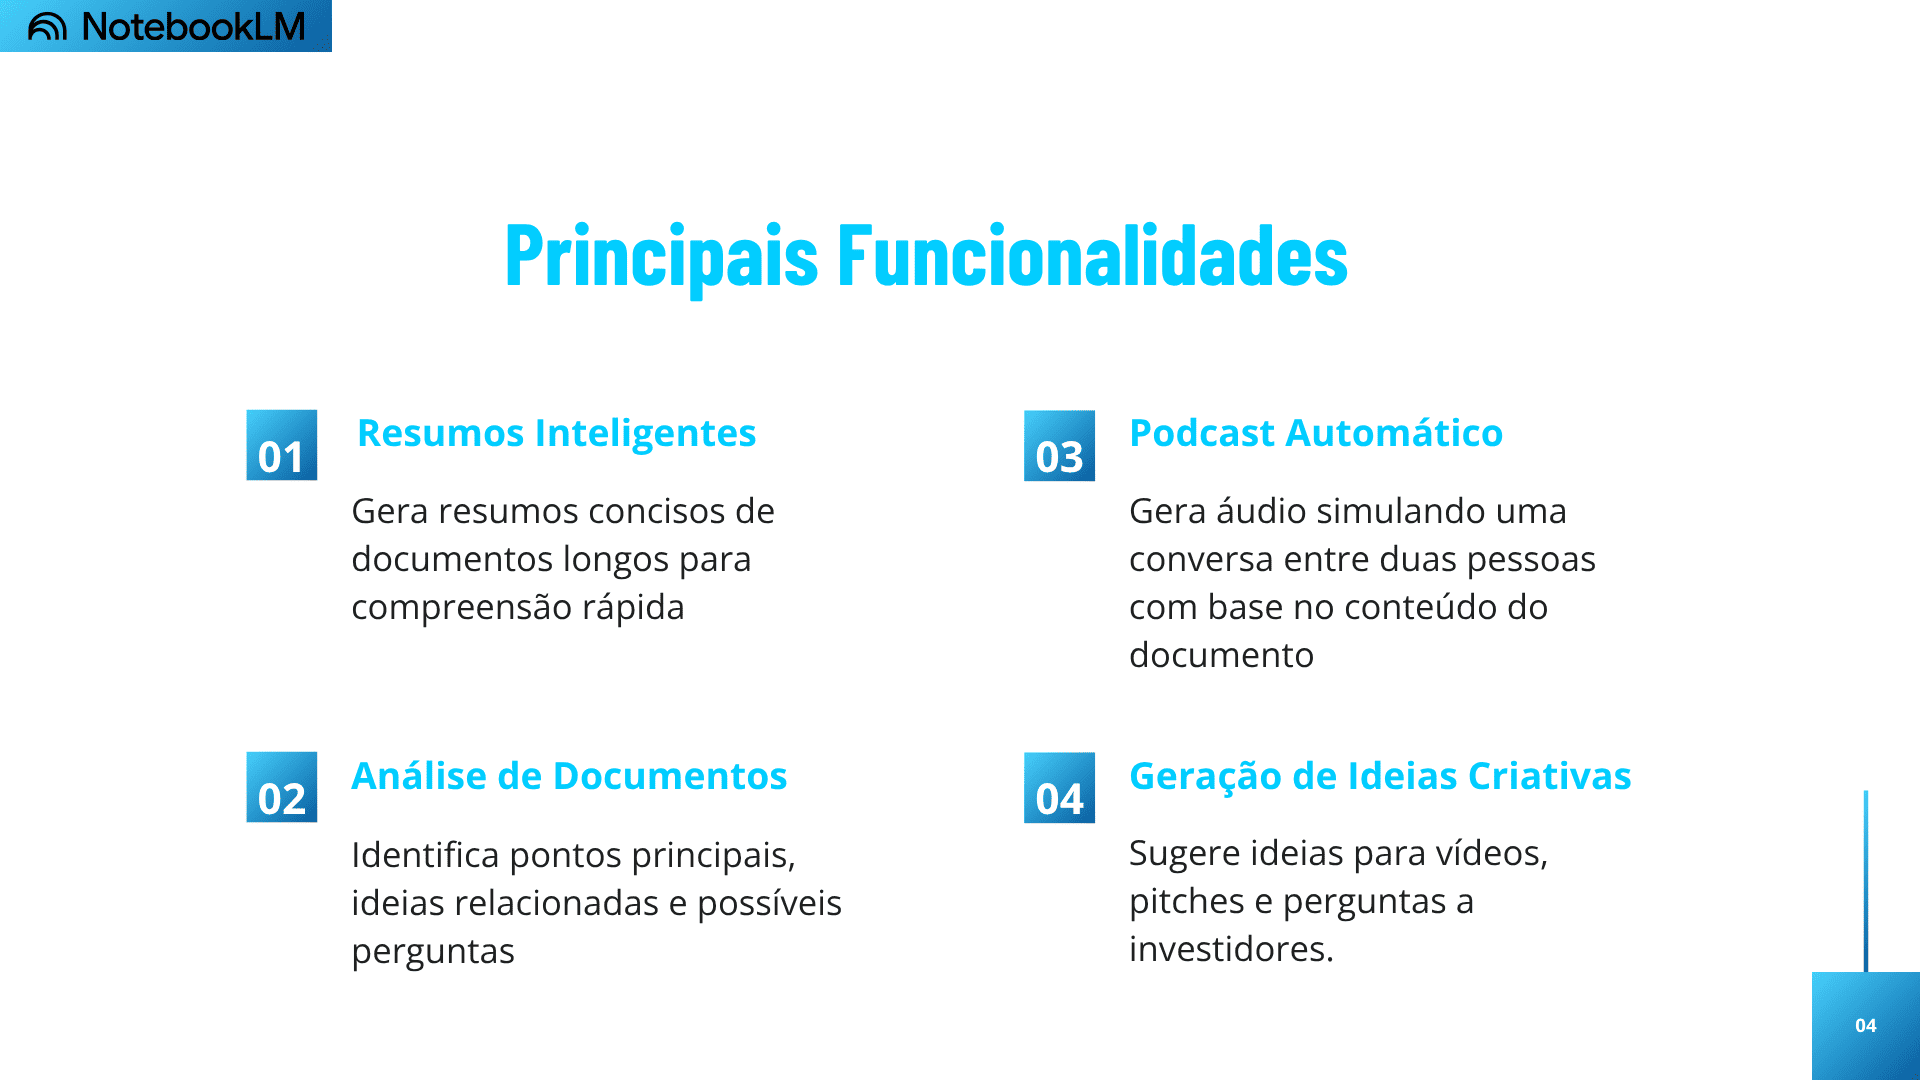 NotebookLM
Principais Funcionalidades
01
Resumos Inteligentes
Gera resumos concisos de
documentos longos para
compreensão rápida
02
Análise de Documentos
Identifica pontos principais,
ideias relacionadas e possíveis
perguntas
03
Podcast Automático
Gera áudio simulando uma
conversa entre duas pessoas
com base no conteúdo do
documento
04
Geração de Ideias Criativas
Sugere ideias para vídeos,
pitches e perguntas a
investidores.
04